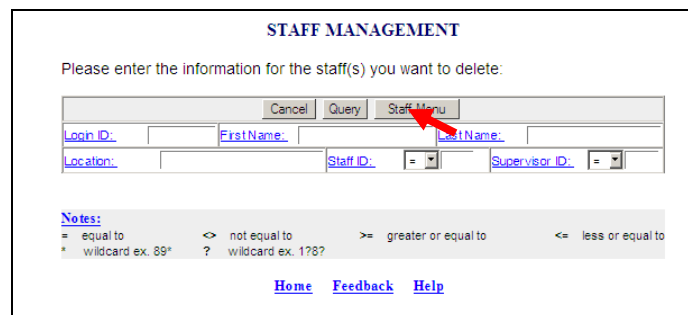 STAFF MANAGEMENT
Please enter the information for the staff(s) you want to delete:
Cancel Query Staff Menu
Login ID: First Name: Last Name:
Location: Staff ID: = Supervisor ID: =
Notes:
= equal to <> not equal to >= greater or equal to <= less or equal to
* wildcard ex. 89* ? wildcard ex. 1?8?
Home Feedback Help